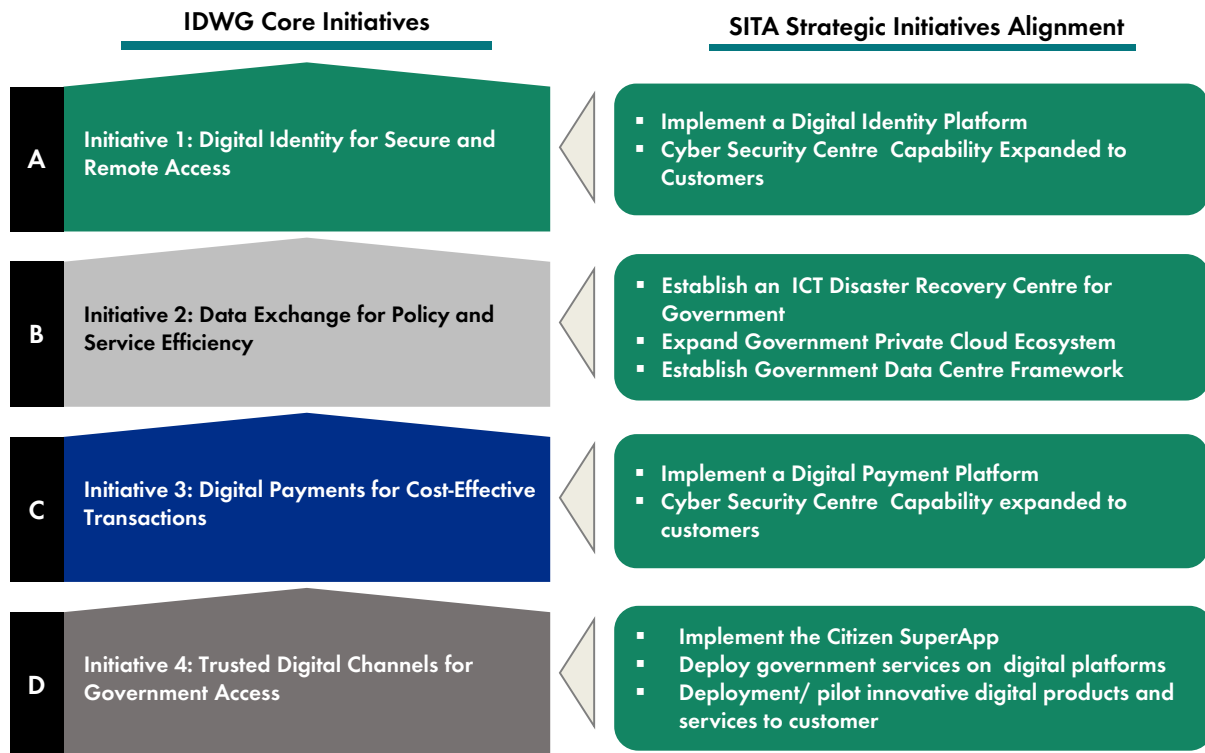 IDWG Core Initiatives
SITA Strategic Initiatives Alignment
A
Initiative 1: Digital Identity for Secure and
Remote Access
▪ Implement a Digital Identity Platform
▪ Cyber Security Centre Capability Expanded to
Customers
B
Initiative 2: Data Exchange for Policy and
Service Efficiency
▪ Establish an ICT Disaster Recovery Centre for
Government
▪ Expand Government Private Cloud Ecosystem
▪ Establish Government Data Centre Framework
C
Initiative 3: Digital Payments for Cost-Effective
Transactions
▪ Implement a Digital Payment Platform
▪ Cyber Security Centre Capability expanded to
customers
D
Initiative 4: Trusted Digital Channels for
Government Access
▪ Implement the Citizen SuperApp
▪ Deploy government services on digital platforms
▪ Deployment/ pilot innovative digital products and
services to customer